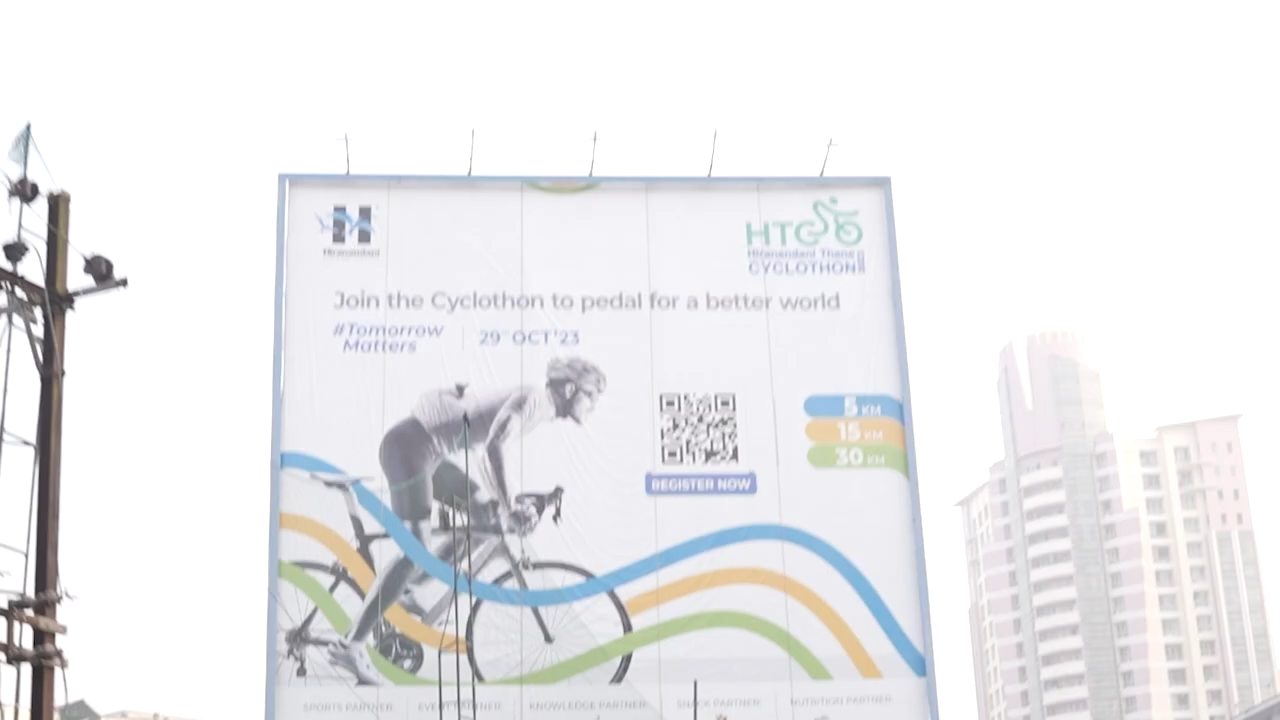 Hiranandani
HTC
Hiranandani Thane
CYCLOTHON
Join the Cyclothon to pedal for a better world
#Tomorrow
Matters
29TH OCT'23
5 KM
15 KM
30 KM
REGISTER NOW
SPORTS PARTNER:
EVENT PARTNER:
KNOWLEDGE PARTNER:
SNACK PARTNER:
NUTRITION PARTNER: